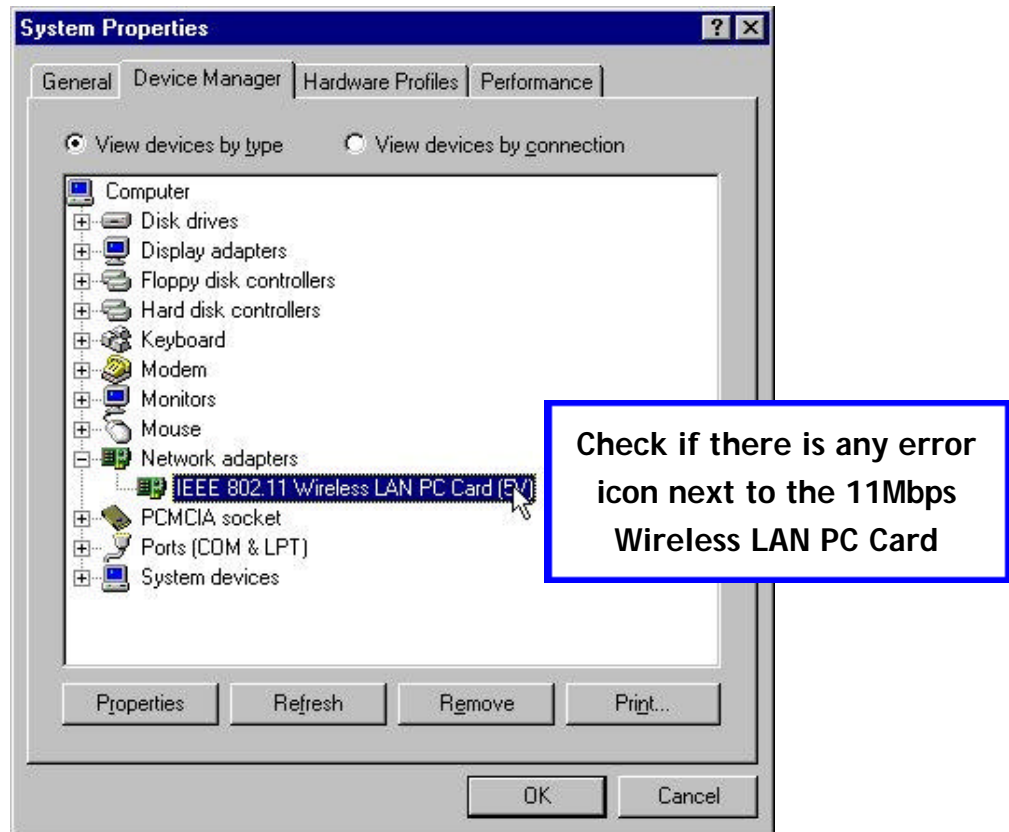 System Properties
General Device Manager Hardware Profiles Performance
View devices by type View devices by connection
Computer
Disk drives
Display adapters
Floppy disk controllers
Hard disk controllers
Keyboard
Modem
Monitors
Mouse
Network adapters
IEEE 802.11 Wireless LAN PC Card (5V)
PCMCIA socket
Ports (COM & LPT)
System devices
Check if there is any error
icon next to the 11Mbps
Wireless LAN PC Card
Properties Refresh Remove Print...
OK Cancel